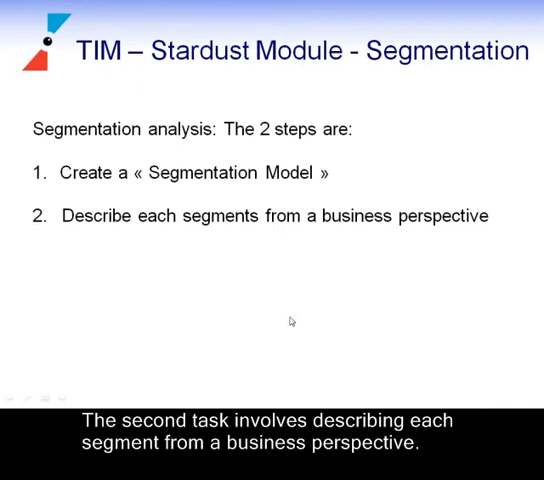 TIM – Stardust Module - Segmentation
Segmentation analysis: The 2 steps are:
1. Create a « Segmentation Model »
2. Describe each segments from a business perspective
The second task involves describing each
segment from a business perspective.